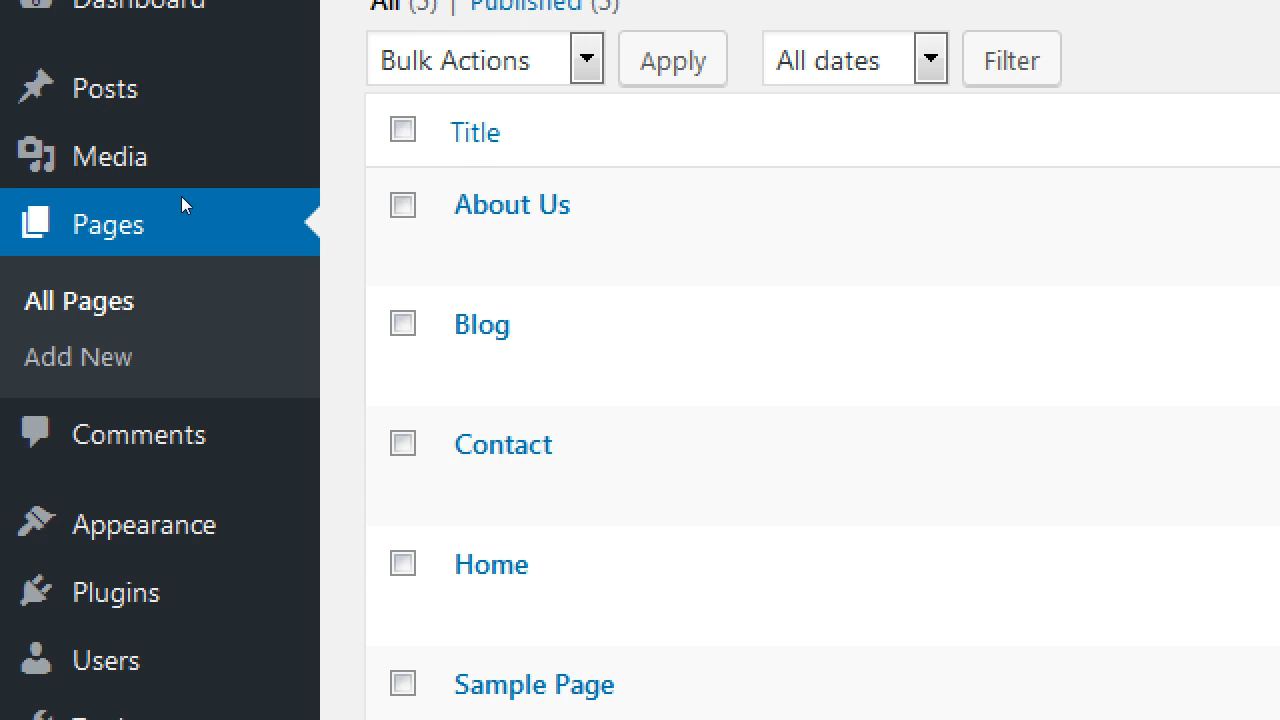 Dashboard
All (5) | Published (5)
Bulk Actions
Apply
All dates
Filter
Posts
Media
Pages
All Pages
Add New
Comments
Appearance
Plugins
Users
Title
About Us
Blog
Contact
Home
Sample Page